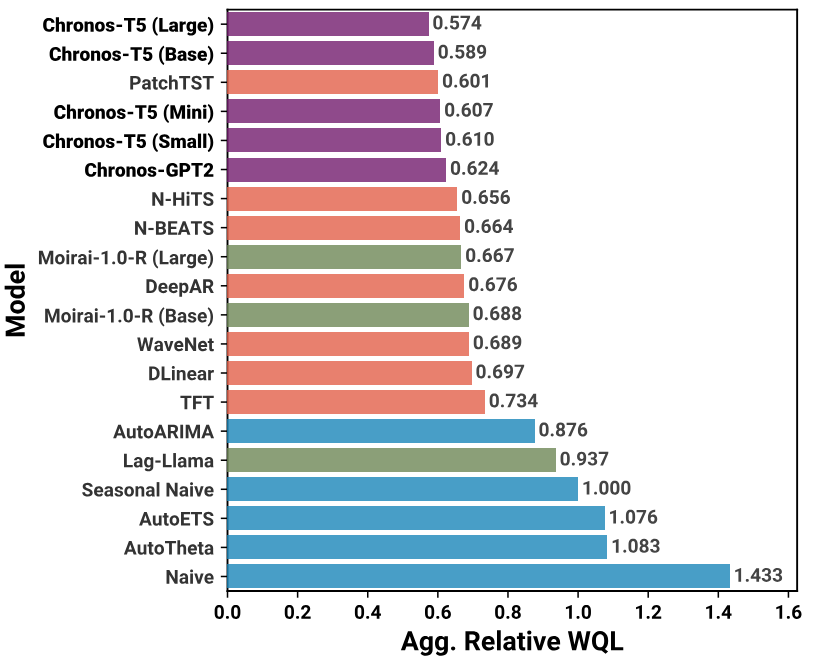 Chronos-T5 (Large) 0.574
Chronos-T5 (Base) 0.589
PatchTST 0.601
Chronos-T5 (Mini) 0.607
Chronos-T5 (Small) 0.610
Chronos-GPT2 0.624
N-HiTS 0.656
N-BEATS 0.664
Moirai-1.0-R (Large) 0.667
DeepAR 0.676
Moirai-1.0-R (Base) 0.688
WaveNet 0.689
DLinear 0.697
TFT 0.734
AutoARIMA 0.876
Lag-Llama 0.937
Seasonal Naive 1.000
AutoETS 1.076
AutoTheta 1.083
Naive 1.433
Model
0.0 0.2 0.4 0.6 0.8 1.0 1.2 1.4 1.6
Agg. Relative WQL